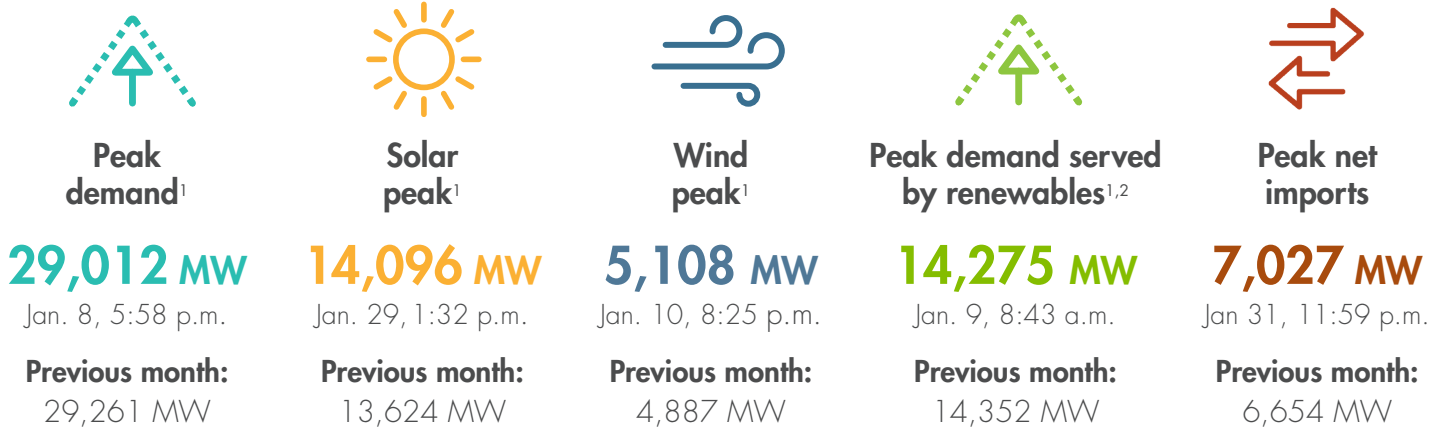 Peak
demand1
29,012 MW
Jan. 8, 5:58 p.m.
Previous month:
29,261 MW
Solar
peak1
14,096 MW
Jan. 29, 1:32 p.m.
Previous month:
13,624 MW
Wind
peak1
5,108 MW
Jan. 10, 8:25 p.m.
Previous month:
4,887 MW
Peak demand served
by renewables1,2
14,275 MW
Jan. 9, 8:43 a.m.
Previous month:
14,352 MW
Peak net
imports
7,027 MW
Jan 31, 11:59 p.m.
Previous month:
6,654 MW